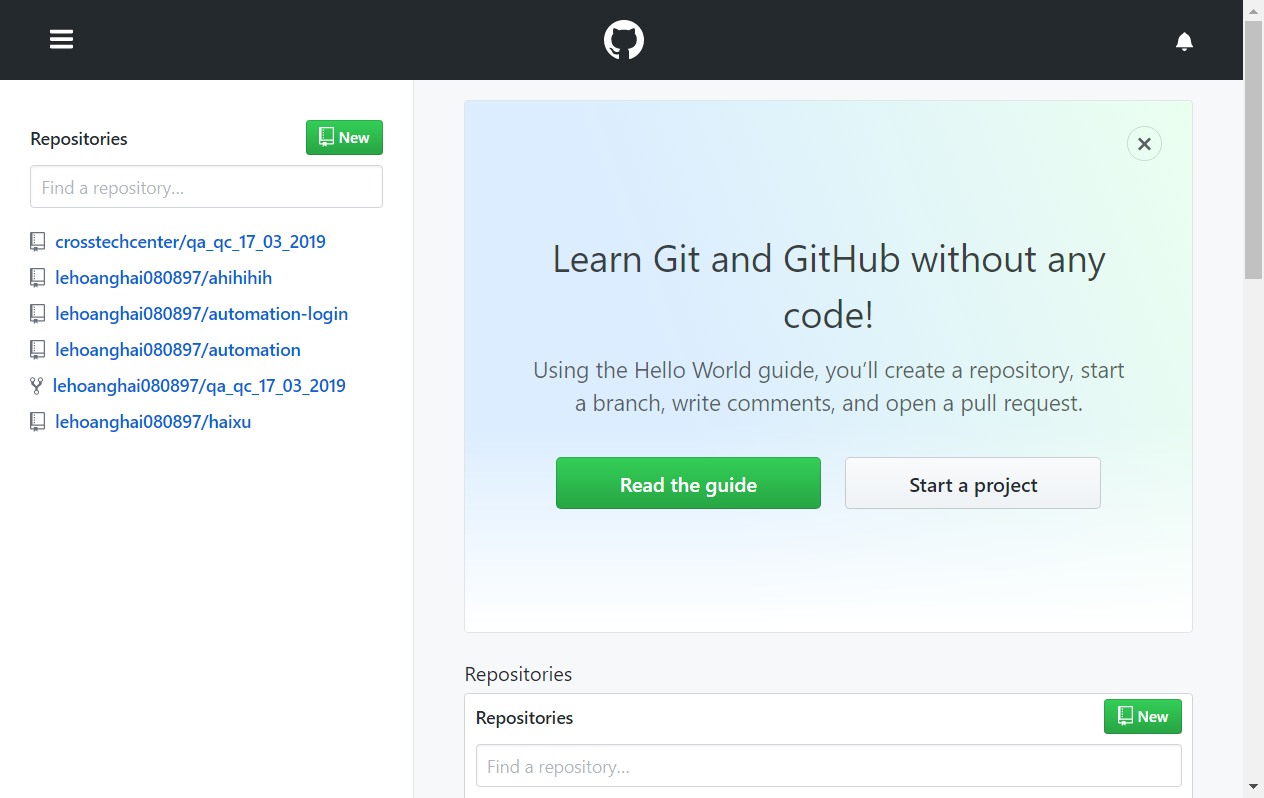 Repositories
New
Find a repository...
crosstechcenter/qa_qc_17_03_2019
lehoanghai080897/ahihihih
lehoanghai080897/automation-login
lehoanghai080897/automation
lehoanghai080897/qa_qc_17_03_2019
lehoanghai080897/haixu
Learn Git and GitHub without any
code!
Using the Hello World guide, you’ll create a repository, start
a branch, write comments, and open a pull request.
Read the guide
Start a project
Repositories
Repositories
New
Find a repository...